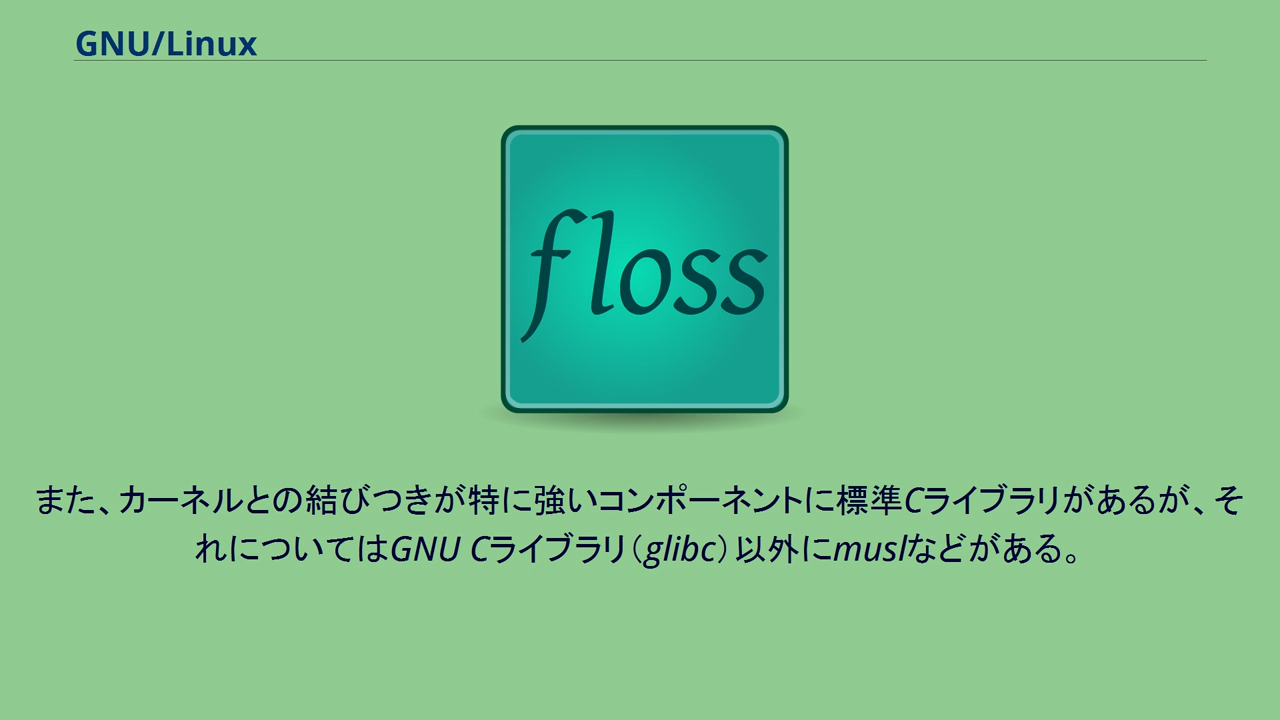 GNU/Linux
floss
また、カーネルとの結びつきが特に強いコンポーネントに標準Cライブラリがあるが、そ
れについてはGNU Cライブラリ（glibc）以外にmuslなどがある。